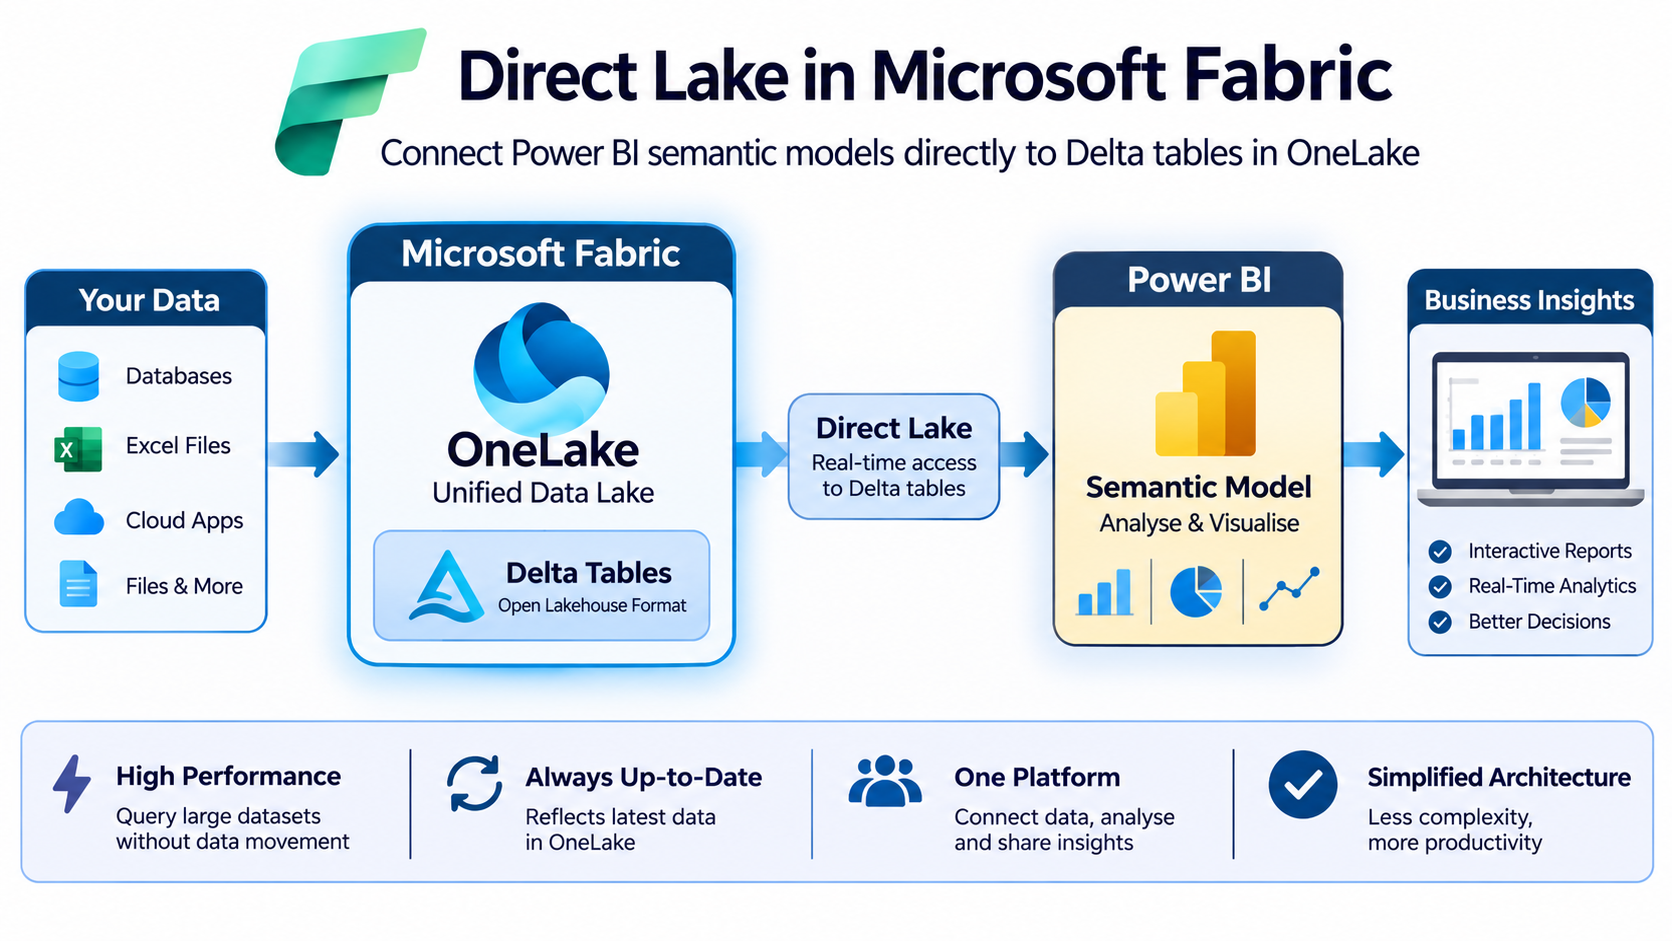 Direct Lake in Microsoft Fabric
Connect Power BI semantic models directly to Delta tables in OneLake
Your Data
Databases
X
Excel Files
Cloud Apps
Files & More
Microsoft Fabric
OneLake
Unified Data Lake
Delta Tables
Open Lakehouse Format
Direct Lake
Real-time access
to Delta tables
Power BI
Semantic Model
Analyse & Visualise
Business Insights
Interactive Reports
Real-Time Analytics
Better Decisions
High Performance
Query large datasets
without data movement
Always Up-to-Date
Reflects latest data
in OneLake
One Platform
Connect data, analyse
and share insights
Simplified Architecture
Less complexity,
more productivity